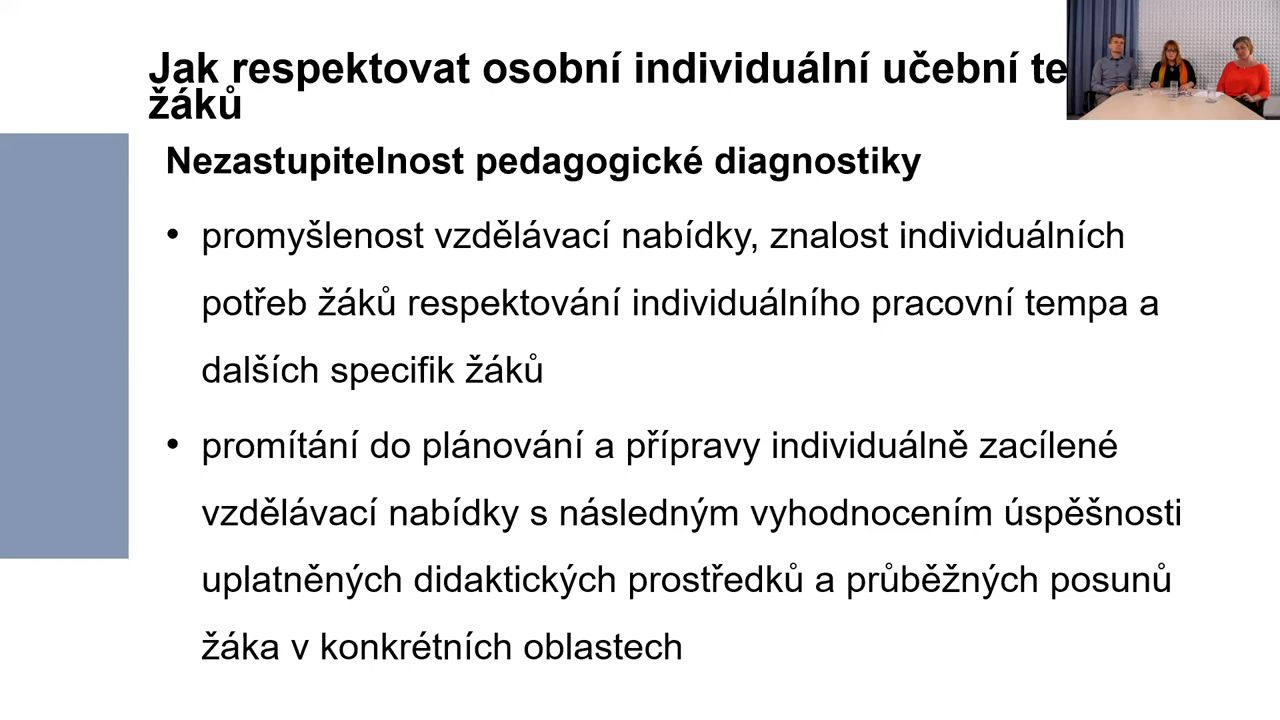 Jak respektovat osobní individuální učební
žáků
Nezastupitelnost pedagogické diagnostiky
• promyšlenost vzdělávací nabídky, znalost individuálních
potřeb žáků respektování individuálního pracovní tempa a
dalších specifik žáků
• promítání do plánování a přípravy individuálně zacílené
vzdělávací nabídky s následným vyhodnocením úspěšnosti
uplatněných didaktických prostředků a průběžných posunů
žáka v konkrétních oblastech